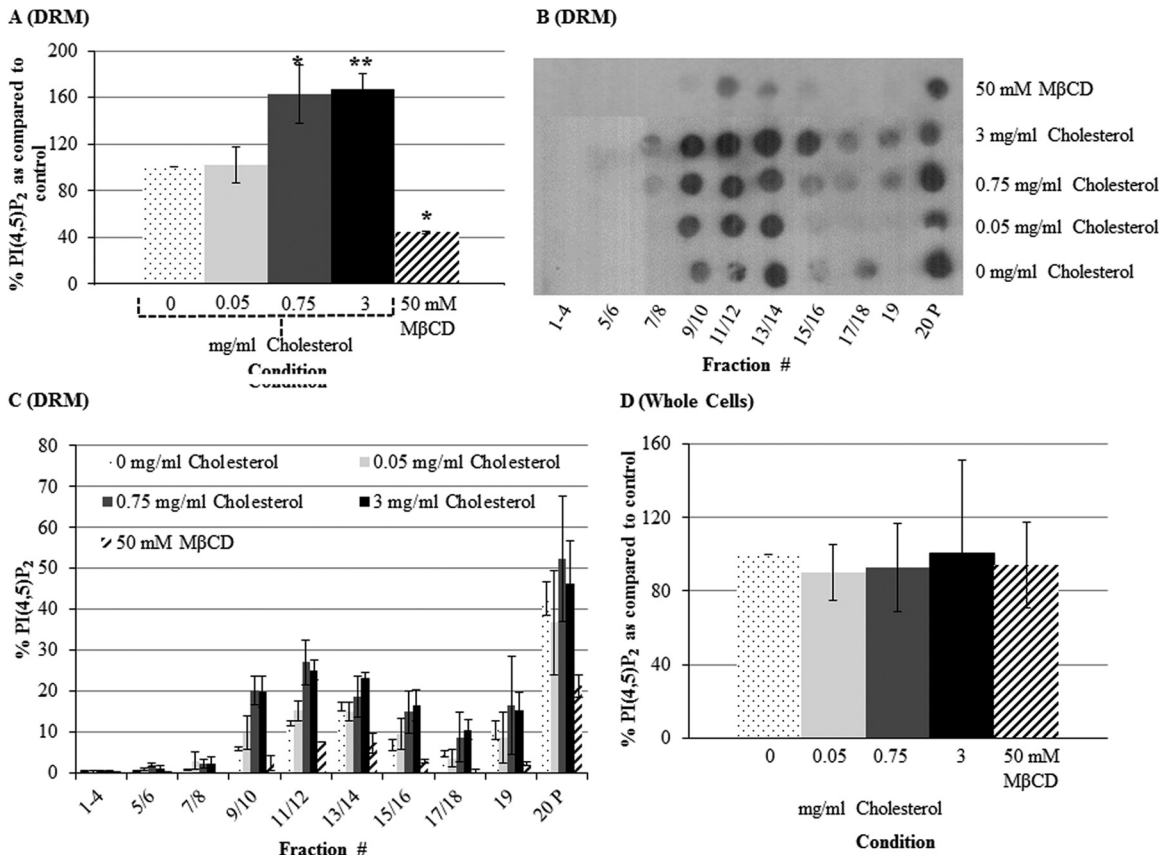 A (DRM)
% PI(4,5)P2 as compared to
control
200
160
120
80
40
0
*
**
*
0 0.05 0.75 3 50 mM
MβCD
mg/ml Cholesterol
Condition
Condition
B (DRM)
50 mM MβCD
3 mg/ml Cholesterol
0.75 mg/ml Cholesterol
0.05 mg/ml Cholesterol
0 mg/ml Cholesterol
1-4 5/6 7/8 9/10 11/12 13/14 15/16 17/18 19 20 P
Fraction #
C (DRM)
% PI(4,5)P2
80
70
60
50
40
30
20
10
0
0 mg/ml Cholesterol 0.05 mg/ml Cholesterol
0.75 mg/ml Cholesterol 3 mg/ml Cholesterol
50 mM MβCD
1-4 5/6 7/8 9/10 11/12 13/14 15/16 17/18 19 20 P
Fraction #
D (Whole Cells)
% PI(4,5)P2 as compared to control
160
120
80
40
0
0 0.05 0.75 3 50 mM
MβCD
mg/ml Cholesterol
Condition